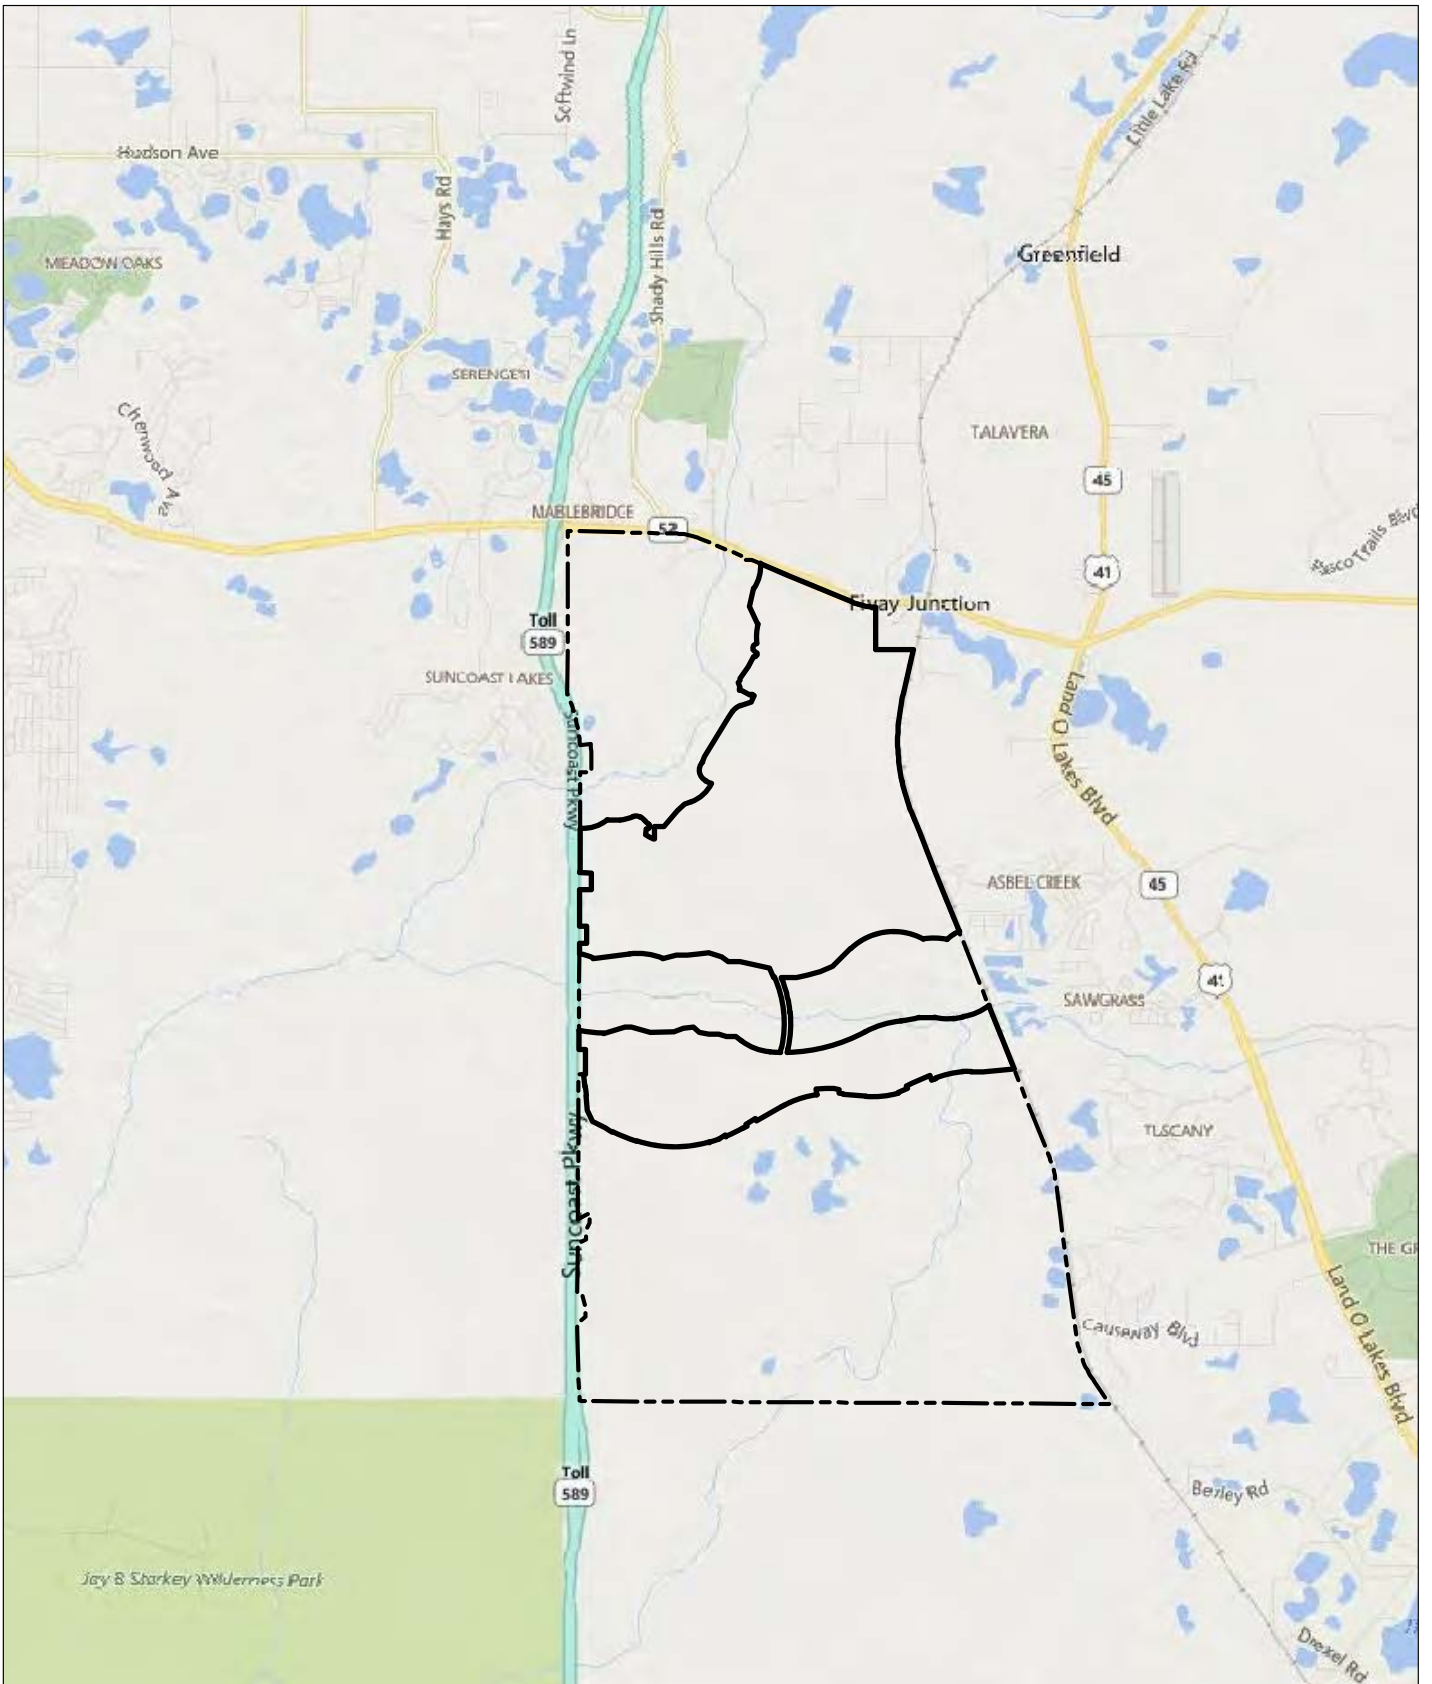 Softwind Ln
Little Lake Rd
Hudson Ave
Hays Rd
Shady Hills Rd
MEADOW OAKS
Greenfield
SERENGETI
Chenwood Ave
TALAVERA
45
MABLEBRIDGE
52
41
Trails Blvd
Fivay Junction
Toll
589
SUNCOAST LAKES
Suncoast Pkwy
Land O Lakes Blvd
ASBEL CREEK
45
41
SAWGRASS
TUSCANY
Suncoast Pkwy
THE GR
Land O Lakes Blvd
Causeway Blvd
Toll
589
Bexley Rd
Jay B Starkey Wilderness Park
Drexel Rd